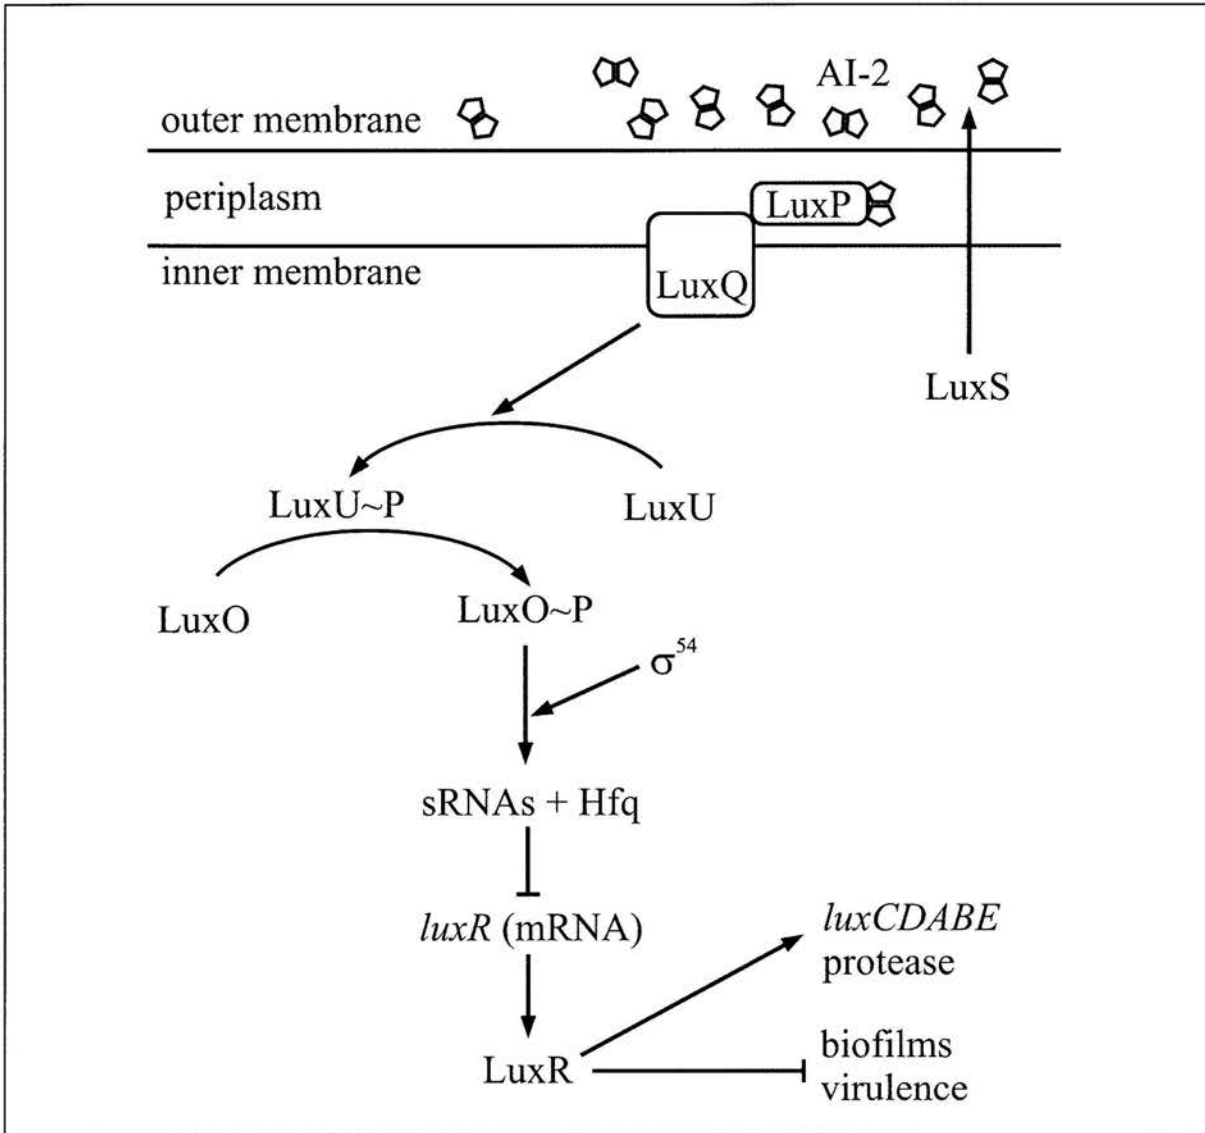 AI-2
outer membrane
periplasm
LuxP
inner membrane
LuxQ
LuxS
LuxU~P
LuxU
LuxO
LuxO~P
σ⁵⁴
sRNAs + Hfq
luxR (mRNA)
luxCDABE
protease
LuxR
biofilms
virulence